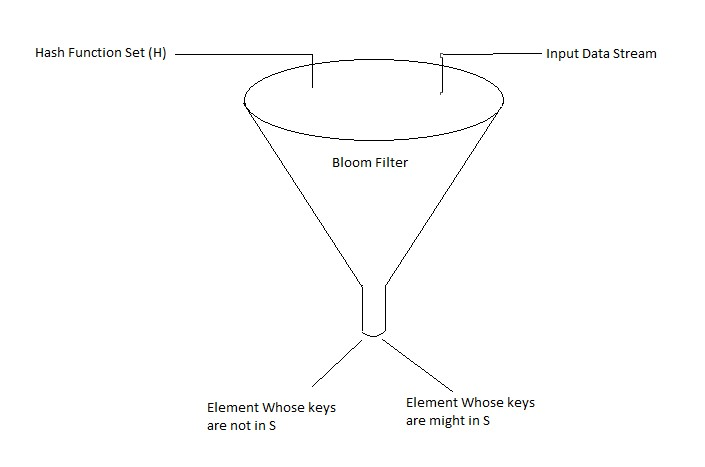 Hash Function Set (H)
Input Data Stream
Bloom Filter
Element Whose keys
are not in S
Element Whose keys
are might in S